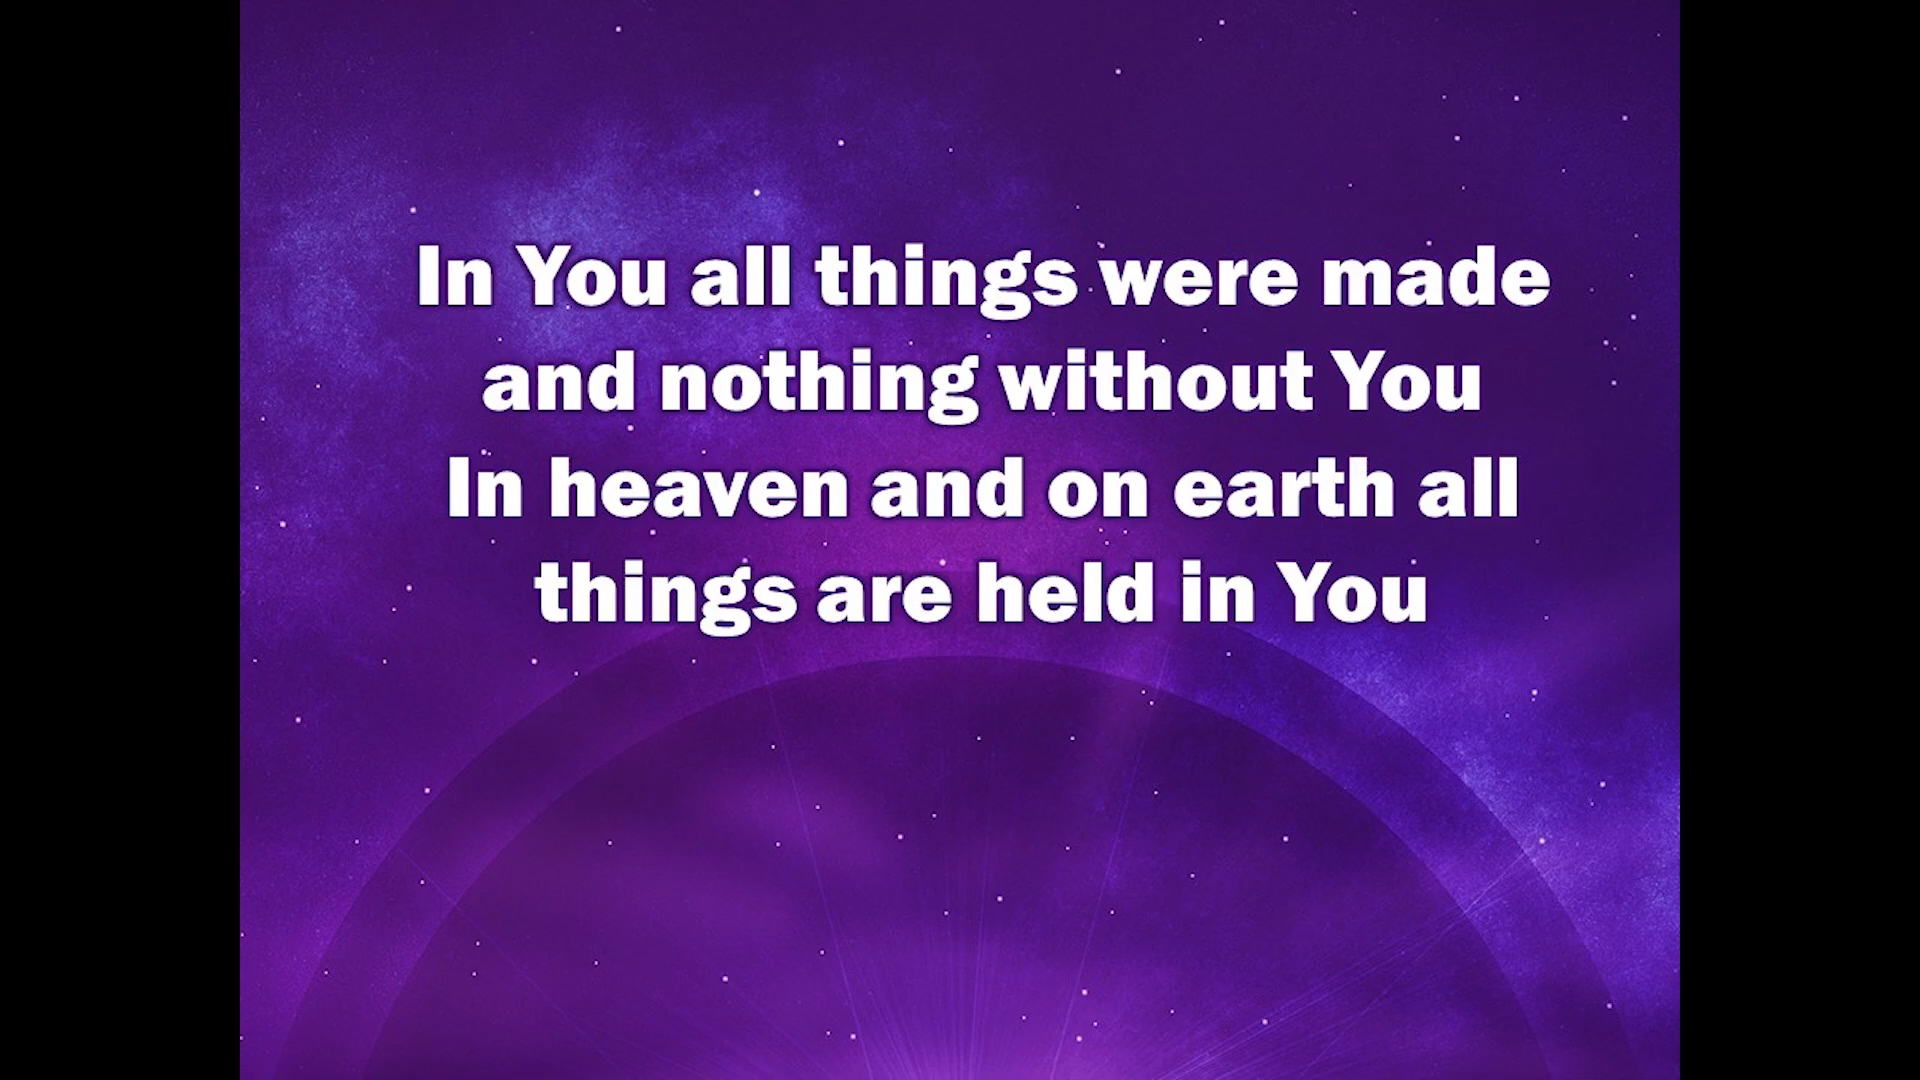 In You all things were made
and nothing without You
In heaven and on earth all
things are held in You